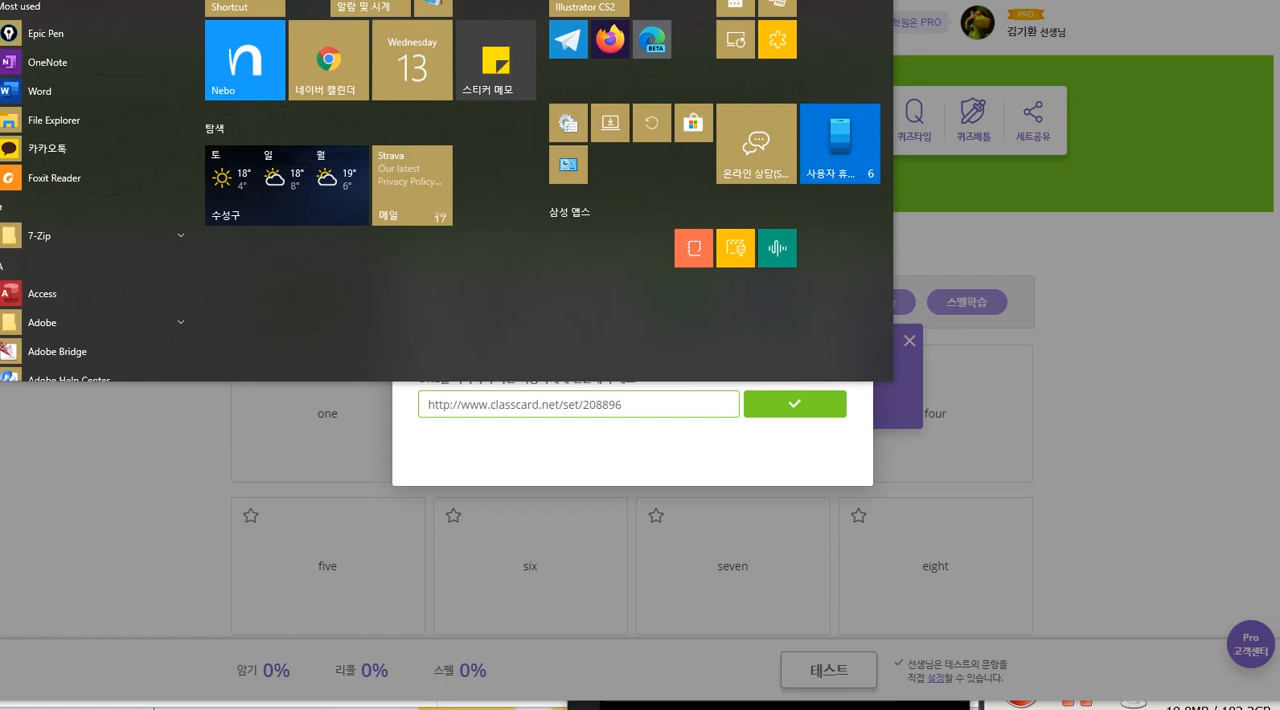 Most used
Epic Pen
OneNote
Word
File Explorer
카카오톡
Foxit Reader
#
7-Zip
A
Access
Adobe
Adobe Bridge
Adobe Help Center
Shortcut
알람 및 시계
Nebo
네이버 캘린더
Wednesday
13
스티커 메모
탐색
토 일 월
18° 18° 19°
4° 8° 6°
수성구
Strava
Our latest
Privacy Policy...
메일
Illustrator CS2
BETA
온라인 상담(S...
사용자 휴... 6
삼성 앱스
학원은 PRO
PRO
김기환 선생님
퀴즈타임
퀴즈배틀
세트공유
스펠학습
http://www.classcard.net/set/208896
one
four
five
six
seven
eight
암기 0%
리콜 0%
스펠 0%
테스트
선생님은 테스트의 문항을
직접 설정할 수 있습니다.
Pro
고객센터